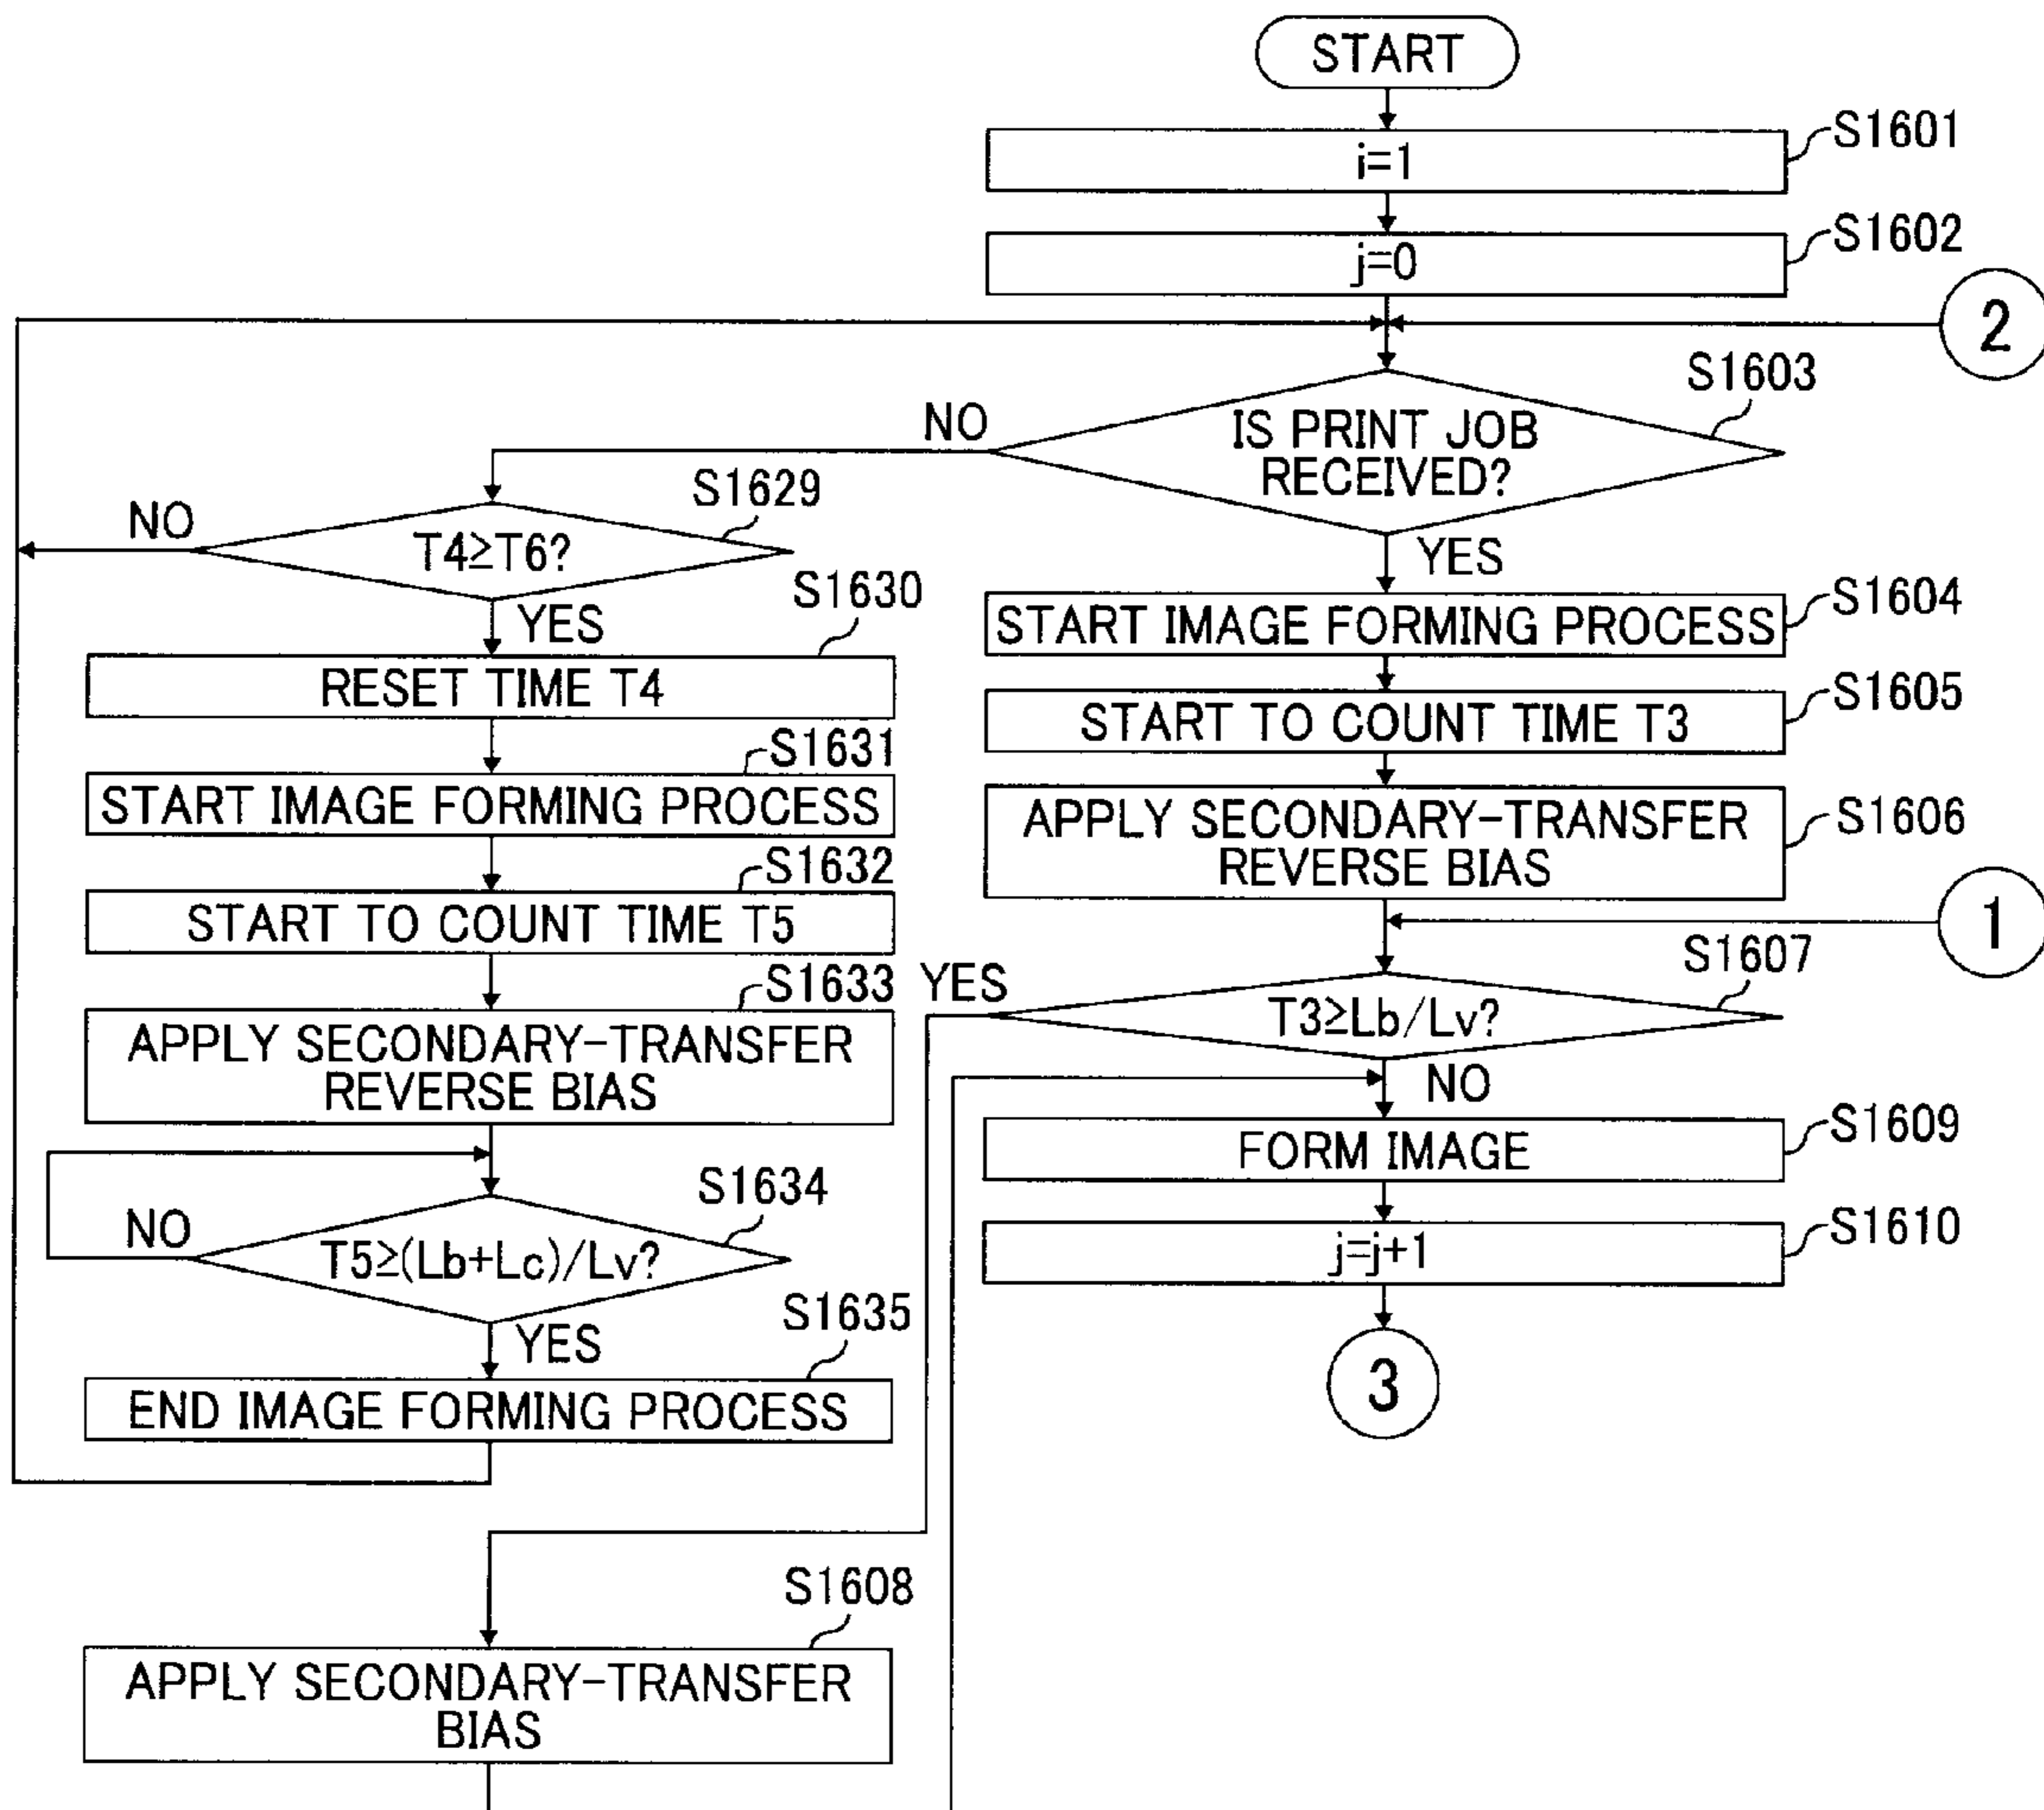 START
S1601
i=1
S1602
j=0
2
S1603
IS PRINT JOB
RECEIVED?
NO
YES
S1629
T4≥T6?
NO
YES
S1630
RESET TIME T4
S1631
START IMAGE FORMING PROCESS
S1632
START TO COUNT TIME T5
S1633
APPLY SECONDARY-TRANSFER
REVERSE BIAS
S1634
T5≥(Lb+Lc)/Lv?
NO
YES
S1635
END IMAGE FORMING PROCESS
S1604
START IMAGE FORMING PROCESS
S1605
START TO COUNT TIME T3
S1606
APPLY SECONDARY-TRANSFER
REVERSE BIAS
1
S1607
T3≥Lb/Lv?
YES
NO
S1609
FORM IMAGE
S1610
j=j+1
3
S1608
APPLY SECONDARY-TRANSFER
BIAS